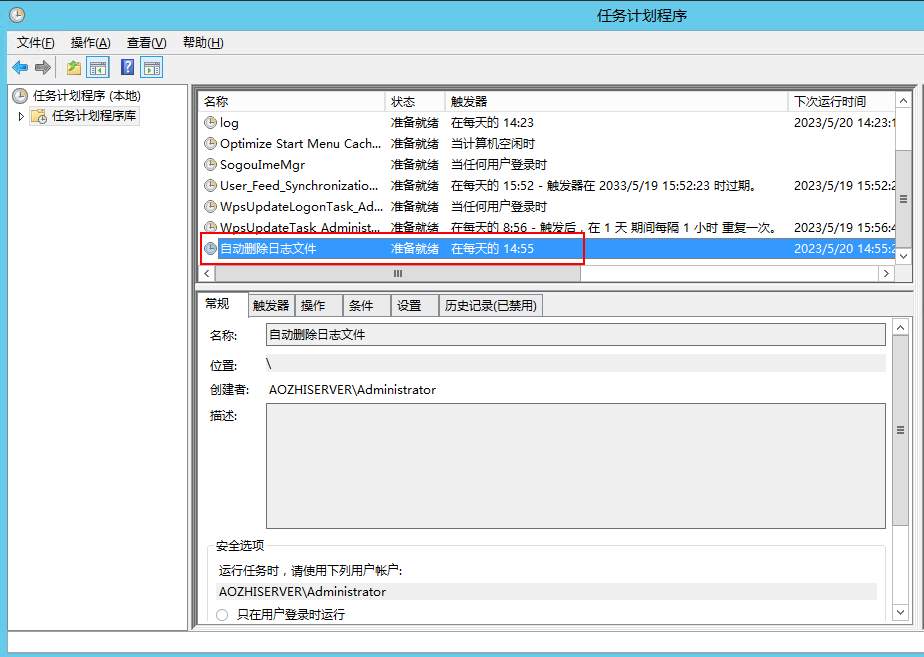 任务计划程序
文件(F) 操作(A) 查看(V) 帮助(H)
任务计划程序 (本地)
任务计划程序库
名称 状态 触发器 下次运行时间
log 准备就绪 在每天的 14:23 2023/5/20 14:23:1
Optimize Start Menu Cach... 准备就绪 当计算机空闲时
SogouImeMgr 准备就绪 当任何用户登录时
User_Feed_Synchronizatio... 准备就绪 在每天的 15:52 - 触发器在 2033/5/19 15:52:23 时过期。 2023/5/19 15:52:2
WpsUpdateLogonTask_Ad... 准备就绪 当任何用户登录时
WpsUpdateTask_Administ... 准备就绪 在每天的 8:56 - 触发后，在 1 天 期间每隔 1 小时 重复一次。 2023/5/19 15:56:4
自动删除日志文件 准备就绪 在每天的 14:55 2023/5/20 14:55:2
常规 触发器 操作 条件 设置 历史记录(已禁用)
名称: 自动删除日志文件
位置: \
创建者: AOZHISERVER\Administrator
描述:
安全选项
运行任务时，请使用下列用户帐户:
AOZHISERVER\Administrator
只在用户登录时运行